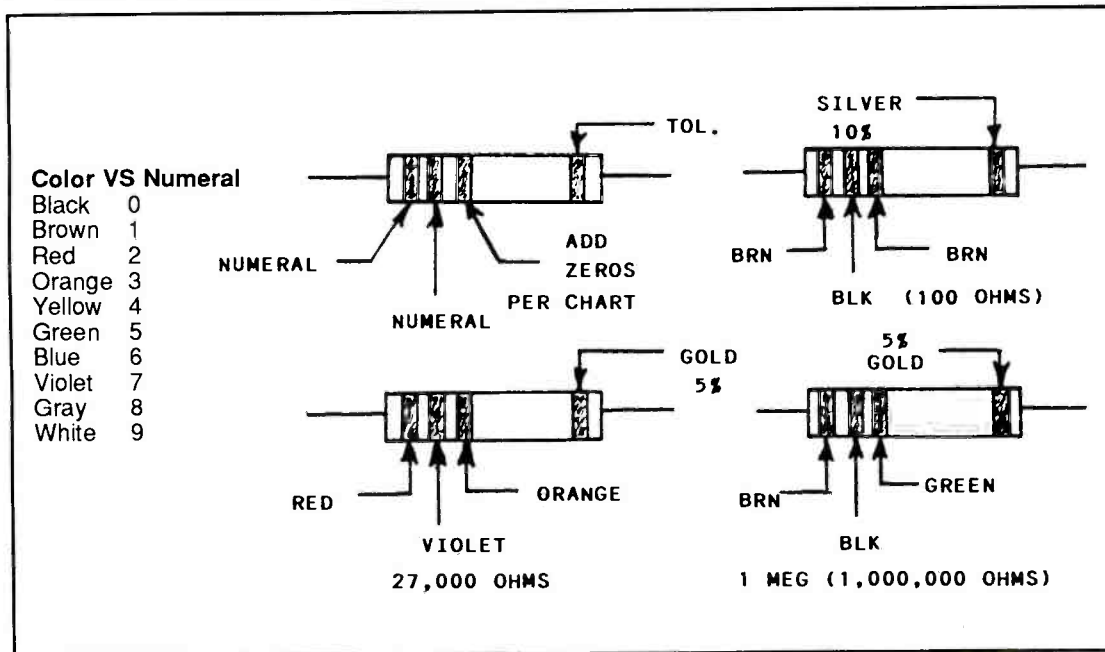 Color VS Numeral
Black 0
Brown 1
Red 2
Orange 3
Yellow 4
Green 5
Blue 6
Violet 7
Gray 8
White 9
TOL.
NUMERAL
NUMERAL
ADD
ZEROS
PER CHART
SILVER
10%
BRN
BRN
BLK (100 OHMS)
GOLD
5%
RED
ORANGE
VIOLET
27,000 OHMS
5%
GOLD
BRN
GREEN
BLK
1 MEG (1,000,000 OHMS)